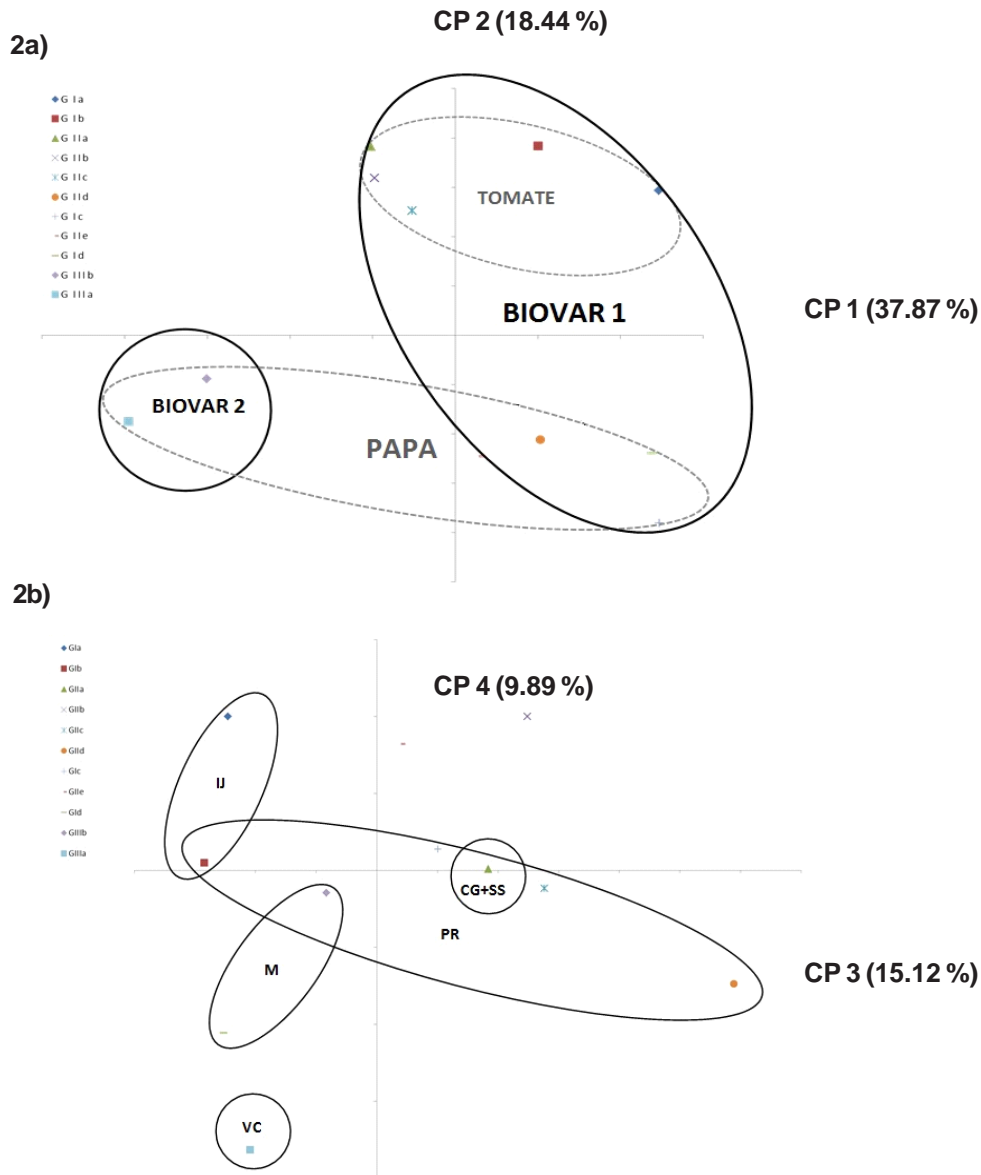 CP 2 (18.44 %)
2a)
G Ia
G Ib
G IIa
G IIb
G IIc
G IId
G Ic
G IIe
G Id
G IIIb
G IIIa
TOMATE
BIOVAR 1
CP 1 (37.87 %)
BIOVAR 2
PAPA
2b)
GIa
GIb
GIIa
GIIb
GIIc
GIId
GIc
GIIe
GId
GIIIb
GIIIa
CP 4 (9.89 %)
IJ
CG+SS
PR
M
CP 3 (15.12 %)
VC